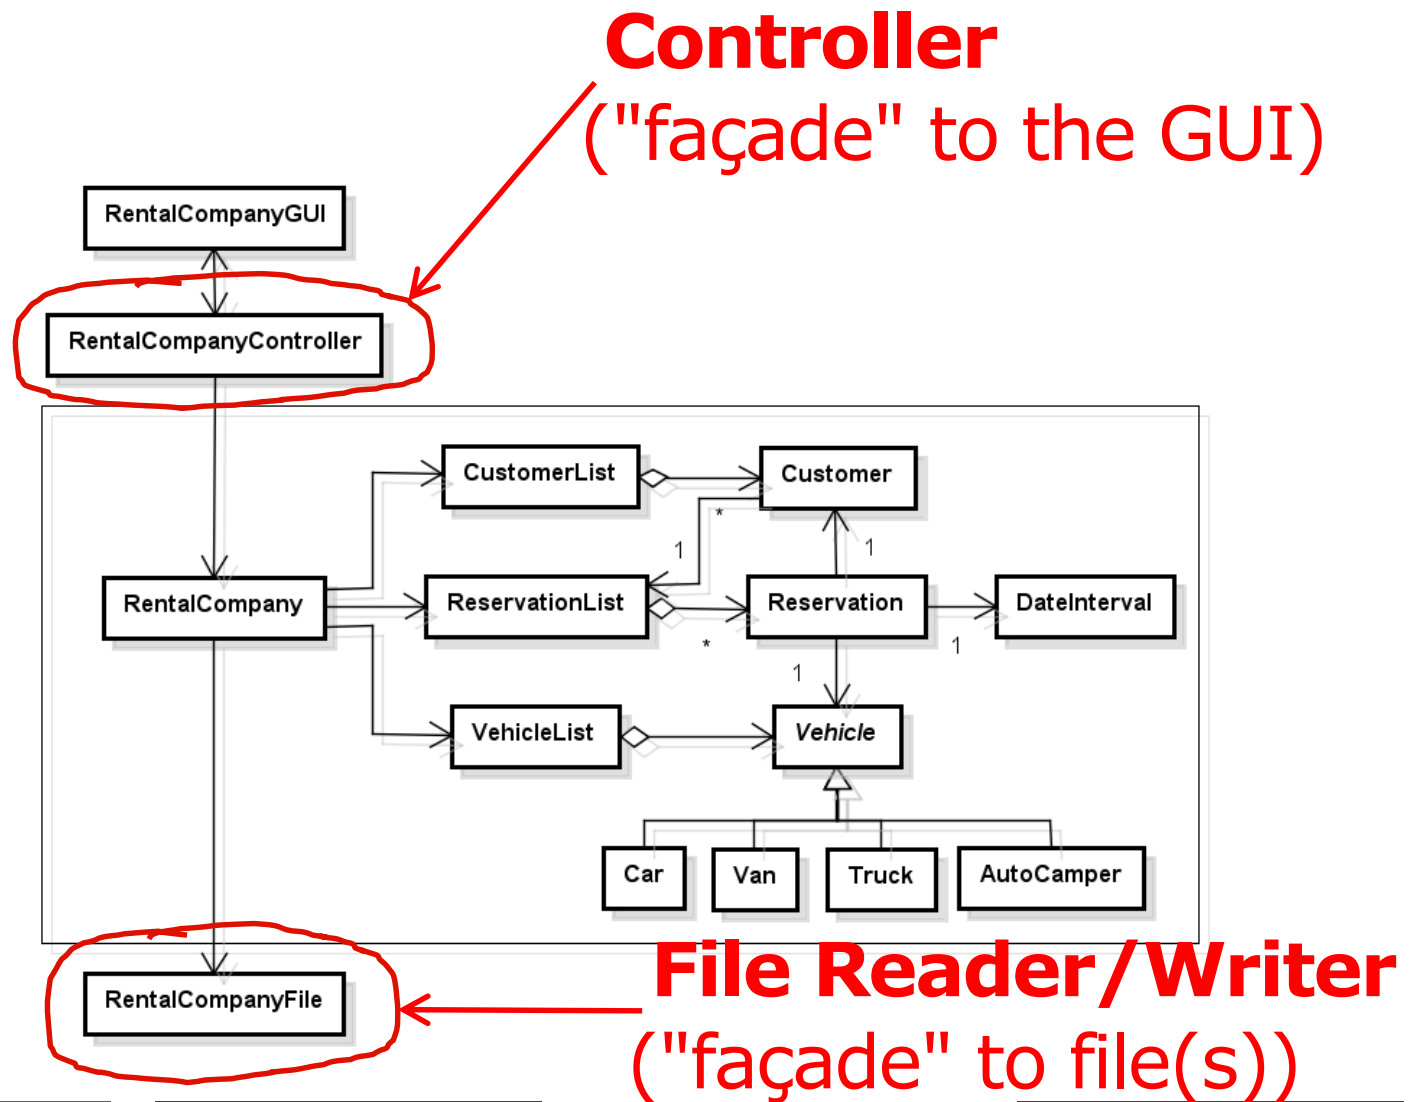 Controller
("façade" to the GUI)
RentalCompanyGUI
RentalCompanyController
CustomerList
Customer
*
1
1
RentalCompany
ReservationList
Reservation
DateInterval
*
1
1
VehicleList
Vehicle
Car
Van
Truck
AutoCamper
File Reader/Writer
RentalCompanyFile
("façade" to file(s))